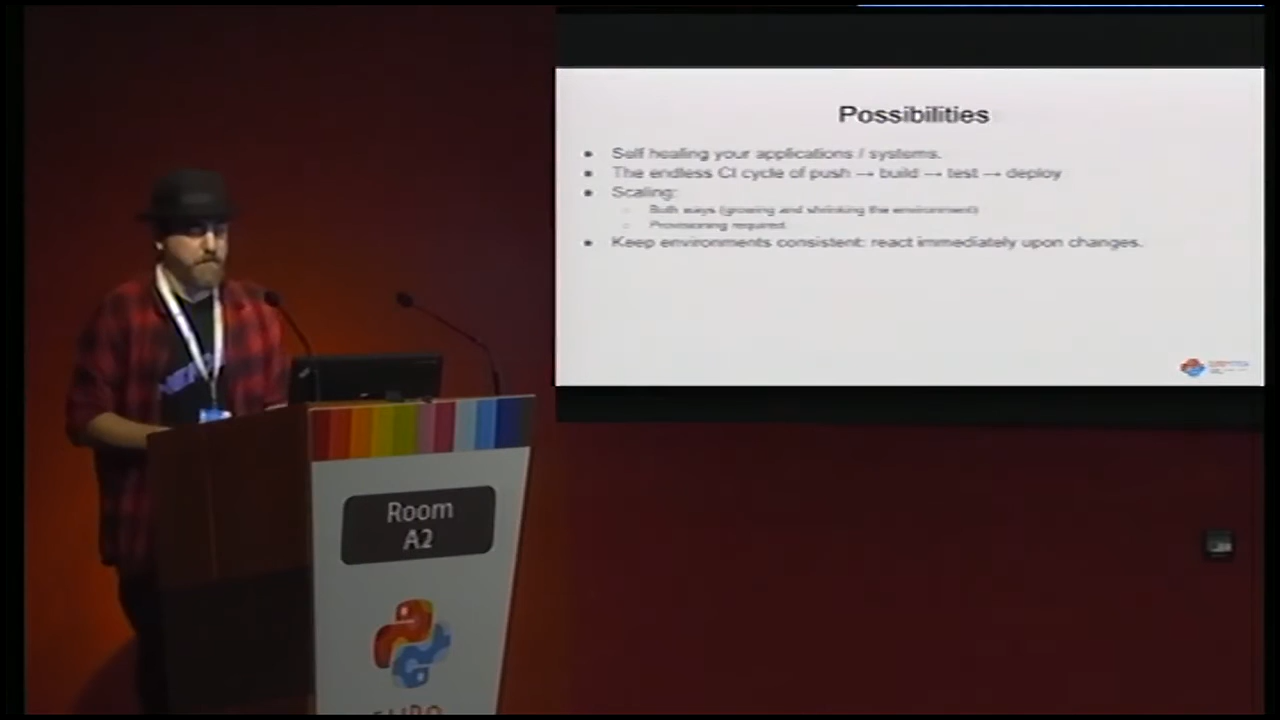 Possibilities
Self healing your applications / systems.
The endless CI cycle of push → build → test → deploy
Scaling:
Both ways (growing and shrinking the environment)
Provisioning required
Keep environments consistent: react immediately upon changes.
Room
A2
EURO